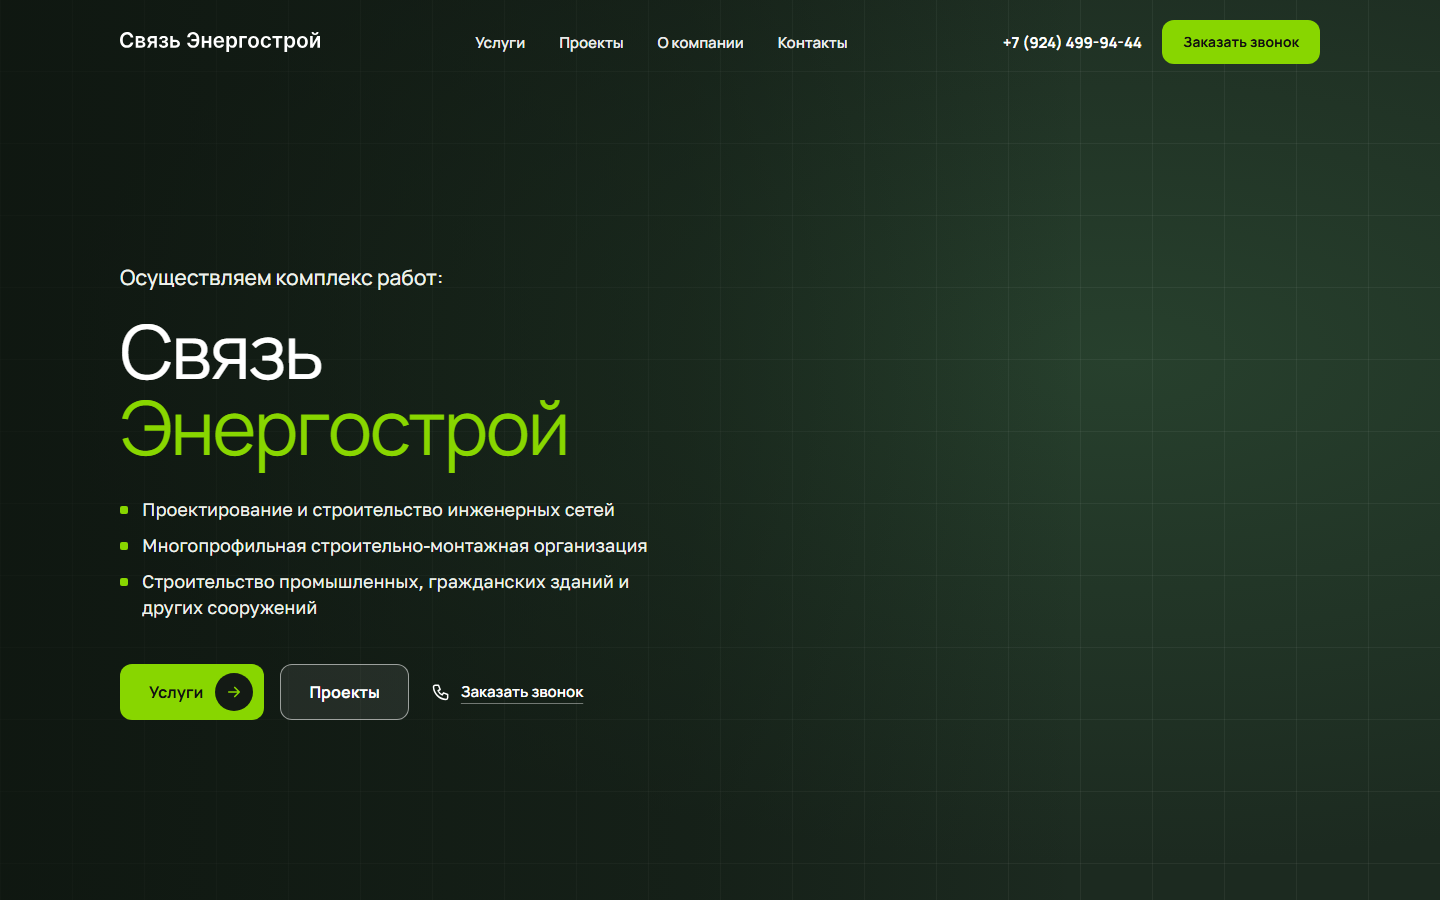 Связь Энергострой
Услуги
Проекты
О компании
Контакты
+7 (924) 499-94-44
Заказать звонок
Осуществляем комплекс работ:
Связь
Энергострой
Проектирование и строительство инженерных сетей
Многопрофильная строительно-монтажная организация
Строительство промышленных, гражданских зданий и
других сооружений
Услуги
Проекты
Заказать звонок